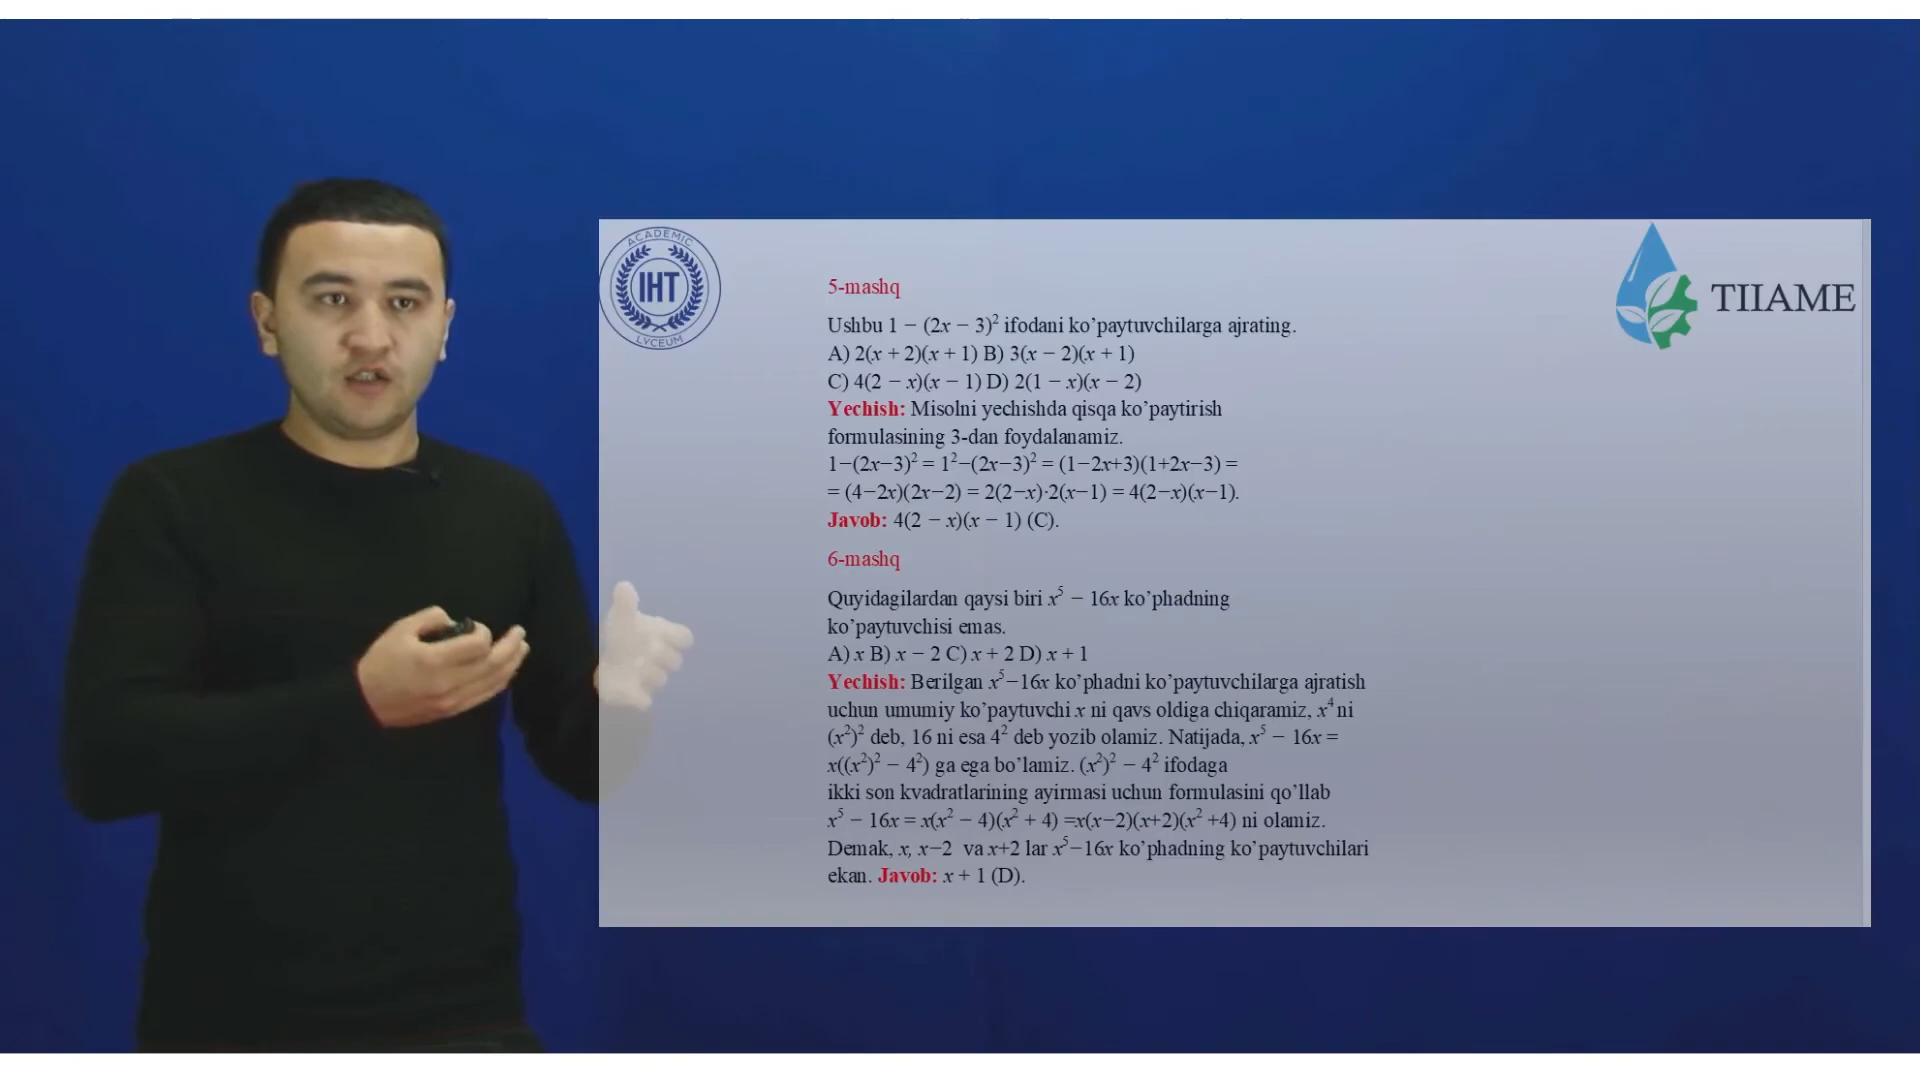 ACADEMIC
IHT
LYCEUM
TIIAME
5-mashq
Ushbu 1 − (2x − 3)² ifodani ko’paytuvchilarga ajrating.
A) 2(x + 2)(x + 1) B) 3(x − 2)(x + 1)
C) 4(2 − x)(x − 1) D) 2(1 − x)(x − 2)
Yechish: Misolni yechishda qisqa ko’paytirish
formulasining 3-dan foydalanamiz.
1−(2x−3)² = 1²−(2x−3)² = (1−2x+3)(1+2x−3) =
= (4−2x)(2x−2) = 2(2−x)·2(x−1) = 4(2−x)(x−1).
Javob: 4(2 − x)(x − 1) (C).
6-mashq
Quyidagilardan qaysi biri x⁵ − 16x ko’phadning
ko’paytuvchisi emas.
A) x B) x − 2 C) x + 2 D) x + 1
Yechish: Berilgan x⁵−16x ko’phadni ko’paytuvchilarga ajratish
uchun umumiy ko’paytuvchi x ni qavs oldiga chiqaramiz, x⁴ ni
(x²)² deb, 16 ni esa 4² deb yozib olamiz. Natijada, x⁵ − 16x =
x((x²)² − 4²) ga ega bo’lamiz. (x²)² − 4² ifodaga
ikki son kvadratlarining ayirmasi uchun formulasini qo’llab
x⁵ − 16x = x(x² − 4)(x² + 4) =x(x−2)(x+2)(x² +4) ni olamiz.
Demak, x, x−2 va x+2 lar x⁵−16x ko’phadning ko’paytuvchilari
ekan. Javob: x + 1 (D).